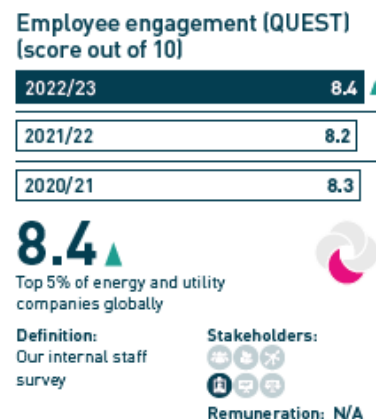 Employee engagement (QUEST)
(score out of 10)
2022/23 8.4
2021/22 8.2
2020/21 8.3
8.4
Top 5% of energy and utility
companies globally
Definition:
Our internal staff
survey
Stakeholders:
Remuneration: N/A